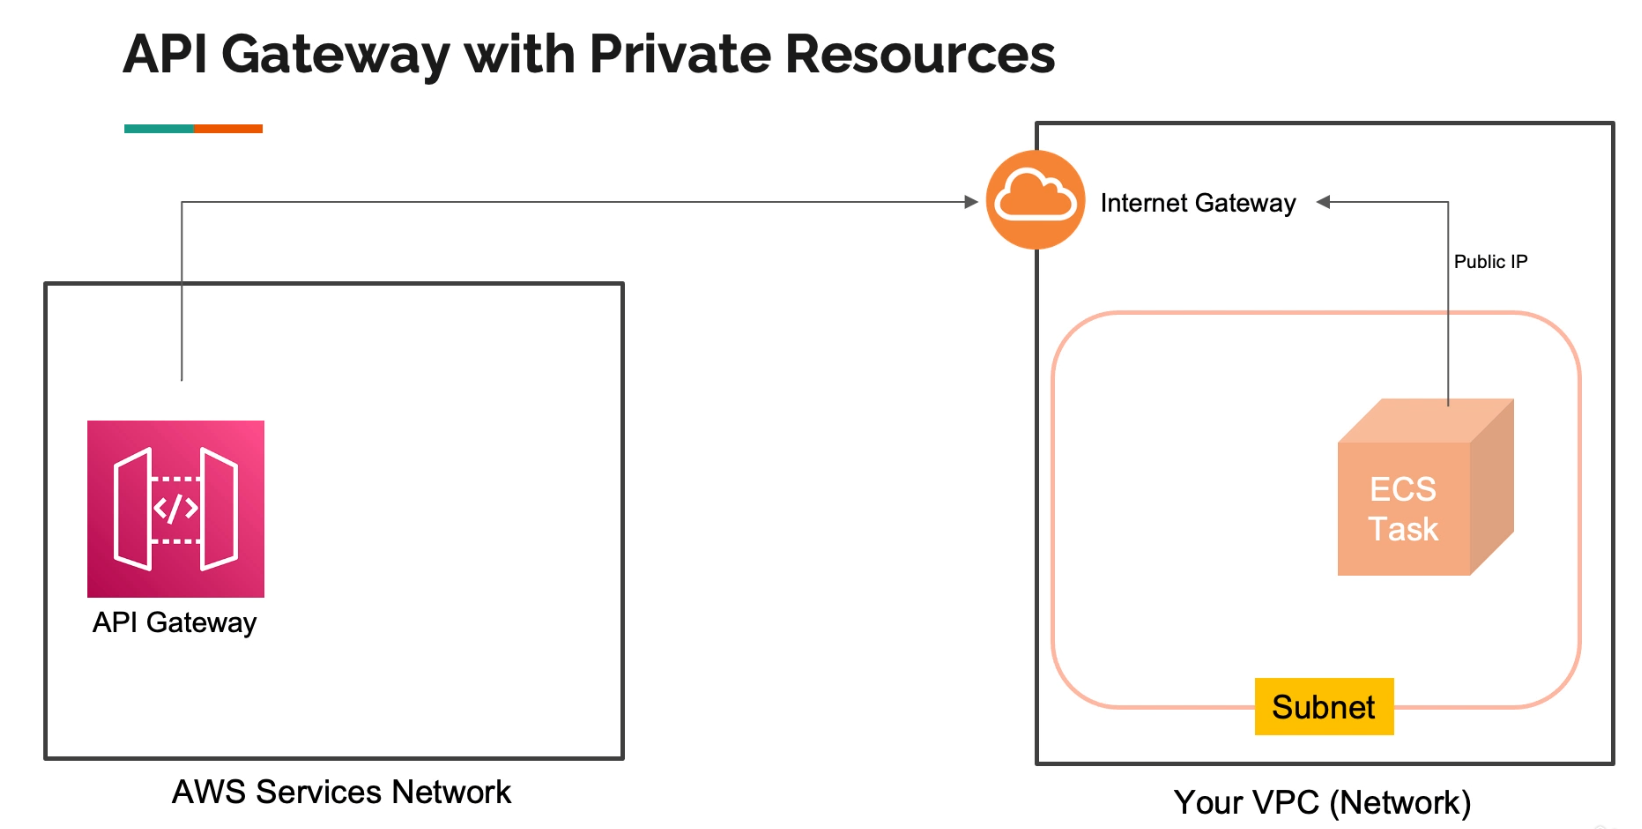 API Gateway with Private Resources
Internet Gateway
Public IP
</>
ECS
Task
API Gateway
Subnet
AWS Services Network
Your VPC (Network)